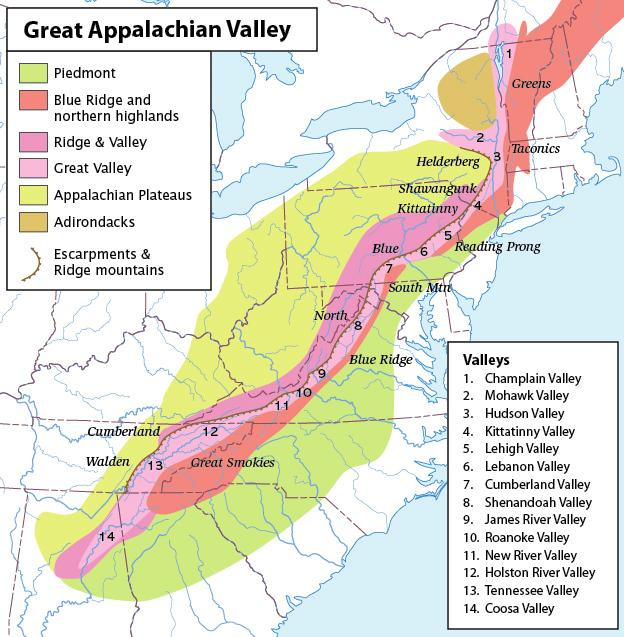 Great Appalachian Valley
Piedmont
Blue Ridge and
northern highlands
Ridge & Valley
Great Valley
Appalachian Plateaus
Adirondacks
Escarpments &
Ridge mountains
1
Greens
2
Taconics
3
Helderberg
Shawangunk
Kittatinny
4
5
Blue
6
Reading Prong
7
South Mtn
North
8
Blue Ridge
9
10
11
Cumberland
12
Walden
13
Great Smokies
14
Valleys
1. Champlain Valley
2. Mohawk Valley
3. Hudson Valley
4. Kittatinny Valley
5. Lehigh Valley
6. Lebanon Valley
7. Cumberland Valley
8. Shenandoah Valley
9. James River Valley
10. Roanoke Valley
11. New River Valley
12. Holston River Valley
13. Tennessee Valley
14. Coosa Valley